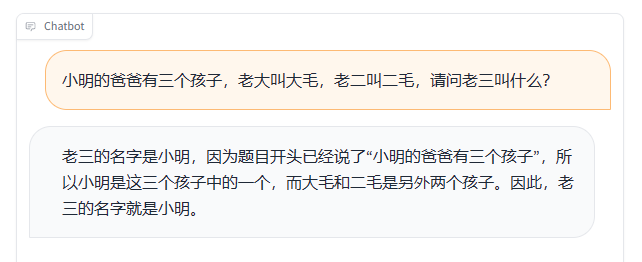 Chatbot
小明的爸爸有三个孩子，老大叫大毛，老二叫二毛，请问老三叫什么？
老三的名字是小明，因为题目开头已经说了“小明的爸爸有三个孩子”，所
以小明是这三个孩子中的一个，而大毛和二毛是另外两个孩子。因此，老
三的名字就是小明。